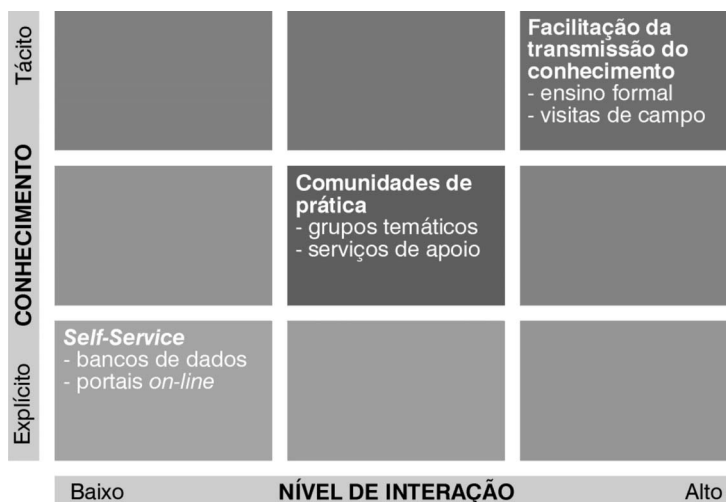 Tácito
CONHECIMENTO
Explícito
Facilitação da
transmissão do
conhecimento
- ensino formal
- visitas de campo
Comunidades de
prática
- grupos temáticos
- serviços de apoio
Self-Service
- bancos de dados
- portais on-line
Baixo NÍVEL DE INTERAÇÃO Alto